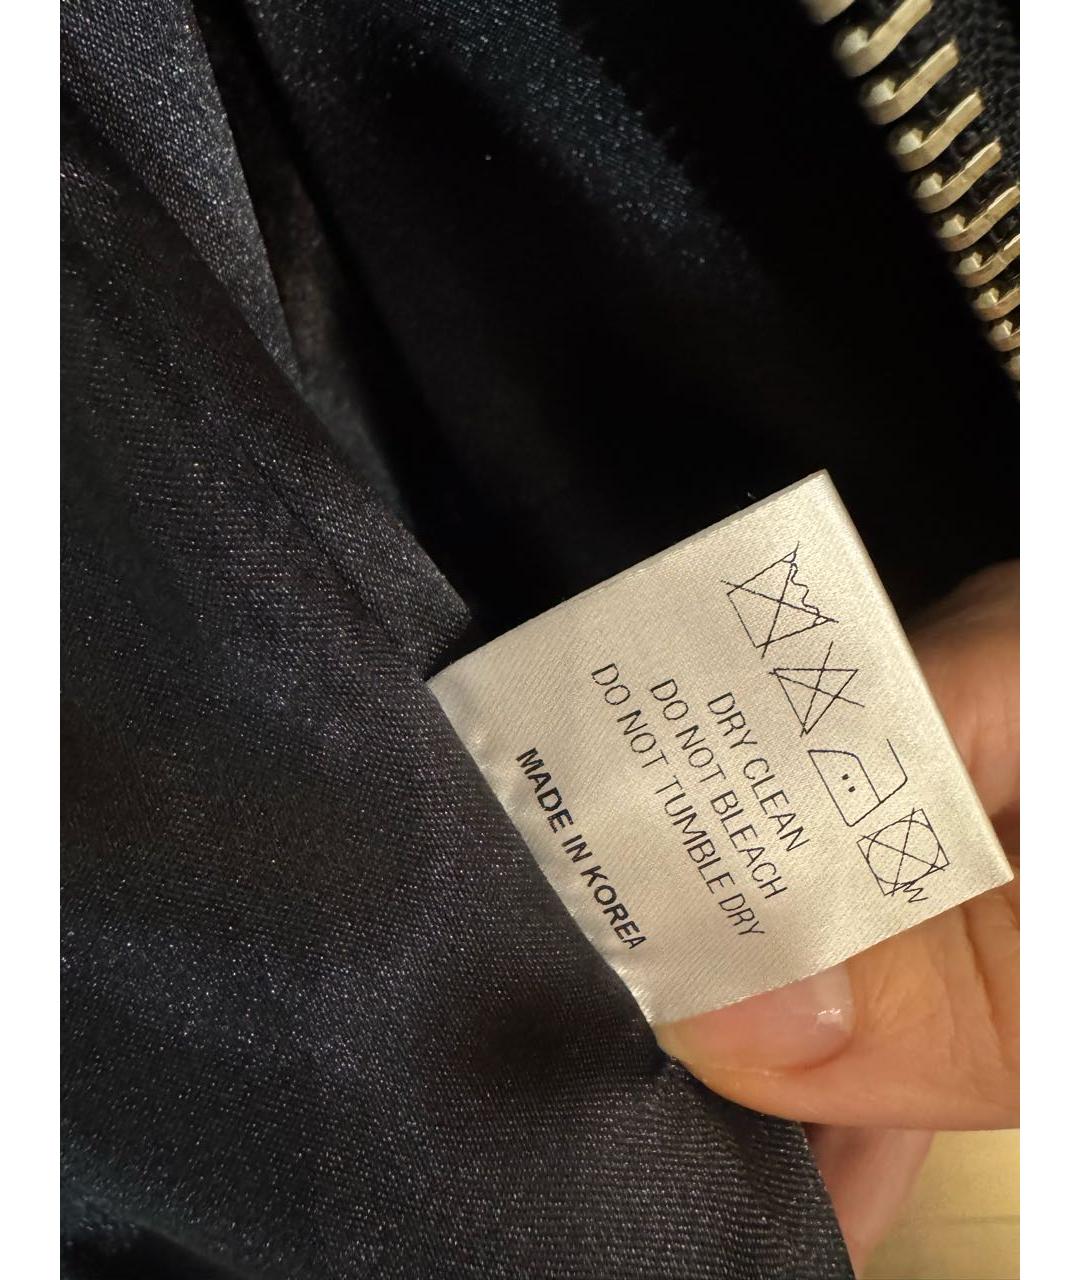 DRY CLEAN
DO NOT BLEACH
DO NOT TUMBLE DRY
MADE IN KOREA